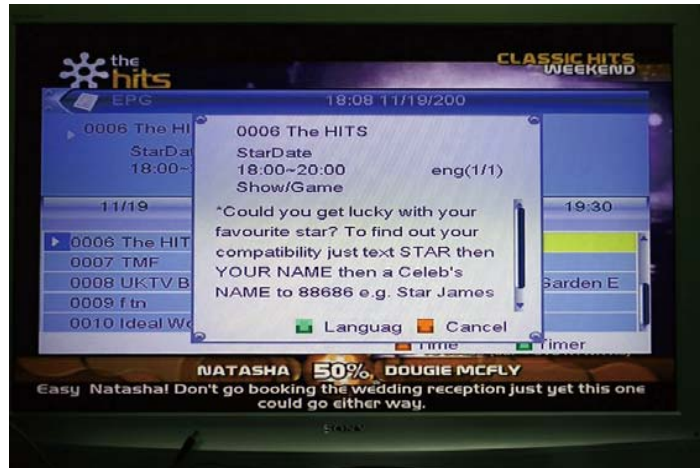 the
hits
CLASSIC HITS
WEEKEND
EPG
18:08 11/19/200
0006 The HI
StarDat
18:00~
0006 The HITS
StarDate
18:00~20:00 eng(1/1)
Show/Game
*Could you get lucky with your
favourite star? To find out your
compatibility just text STAR then
YOUR NAME then a Celeb's
NAME to 88686 e.g. Star James
Languag Cancel
11/19 19:30
0006 The HIT
0007 TMF
0008 UKTV B Garden E
0009 ftn
0010 Ideal Wo
Time Timer
NATASHA 50% DOUGIE MCFLY
Easy Natasha! Don't go booking the wedding reception just yet this one
could go either way.
SONY